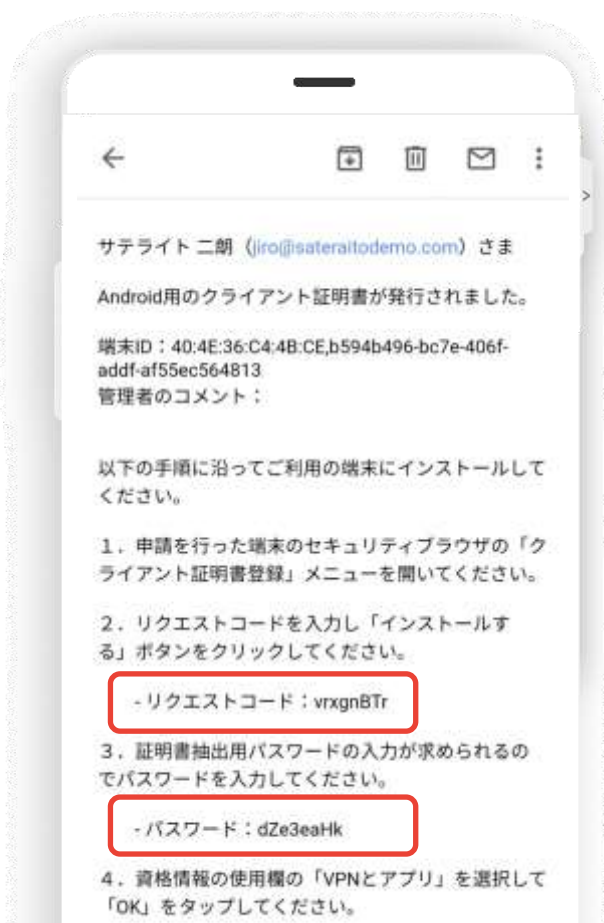 サテライト 二朗（jiro@sateraitodemo.com）さま
Android用のクライアント証明書が発行されました。
端末ID：40:4E:36:C4:4B:CE,b594b496-bc7e-406f-
addf-af55ec564813
管理者のコメント：
以下の手順に沿ってご利用の端末にインストールして
ください。
１．申請を行った端末のセキュリティブラウザの「ク
ライアント証明書登録」メニューを開いてください。
２．リクエストコードを入力し「インストールす
る」ボタンをクリックしてください。
- リクエストコード：vrxgnBTr
３．証明書抽出用パスワードの入力が求められるの
でパスワードを入力してください。
- パスワード：dZe3eaHk
４．資格情報の使用欄の「VPNとアプリ」を選択して
「OK」をタップしてください。